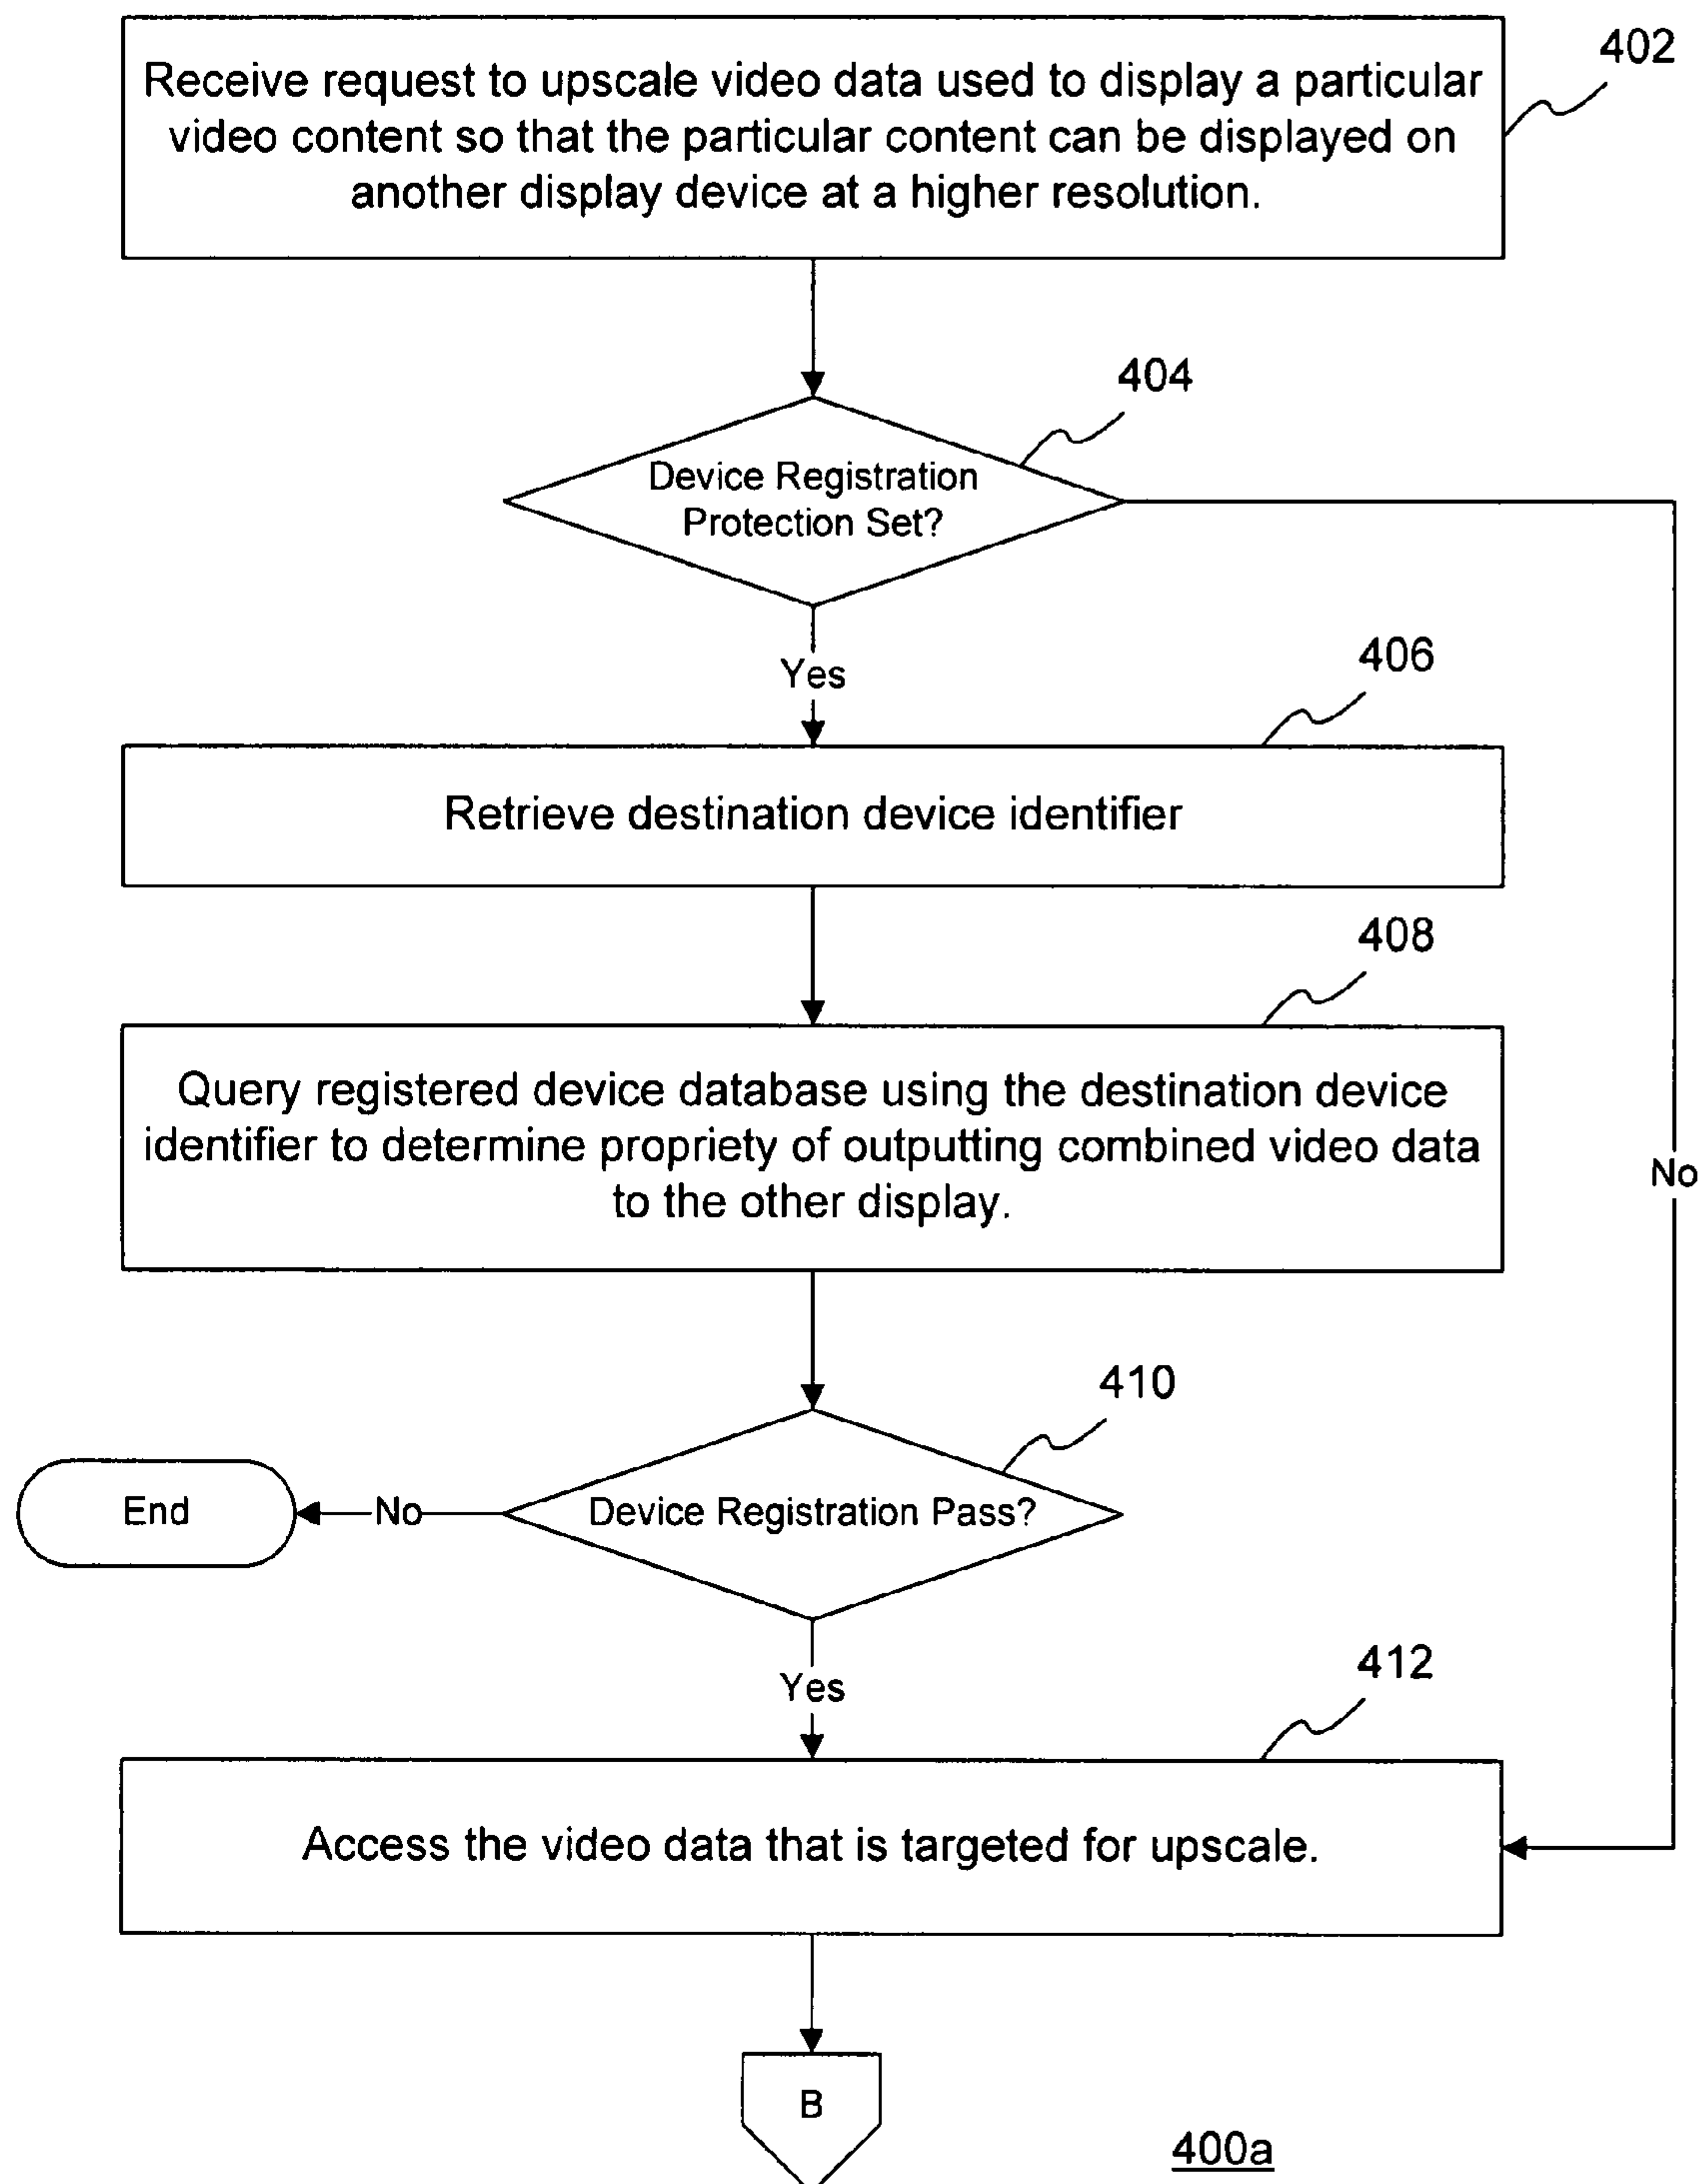 402
Receive request to upscale video data used to display a particular
video content so that the particular content can be displayed on
another display device at a higher resolution.
404
Device Registration
Protection Set?
Yes
406
Retrieve destination device identifier
408
Query registered device database using the destination device
identifier to determine propriety of outputting combined video data
to the other display.
No
410
Device Registration Pass?
No
End
Yes
412
Access the video data that is targeted for upscale.
B
400a